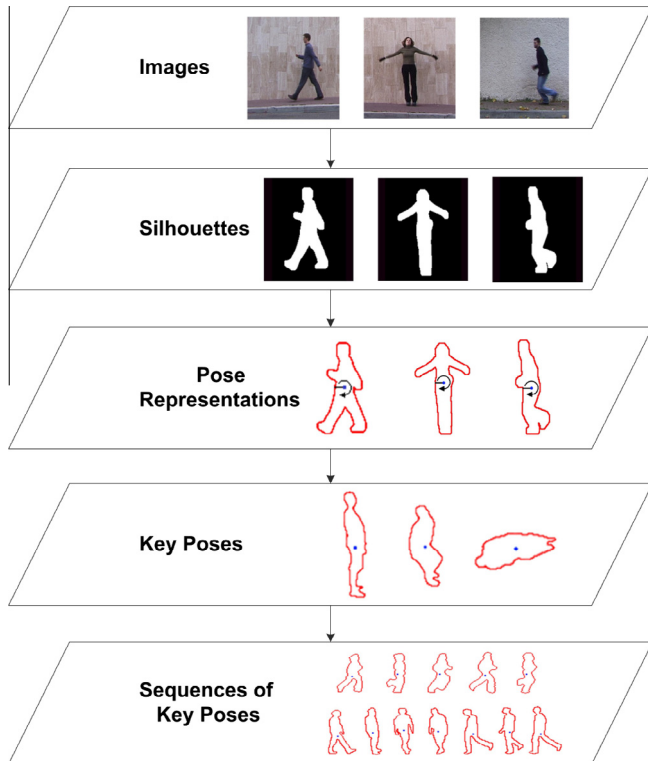 Images
Silhouettes
Pose
Representations
Key Poses
Sequences of
Key Poses